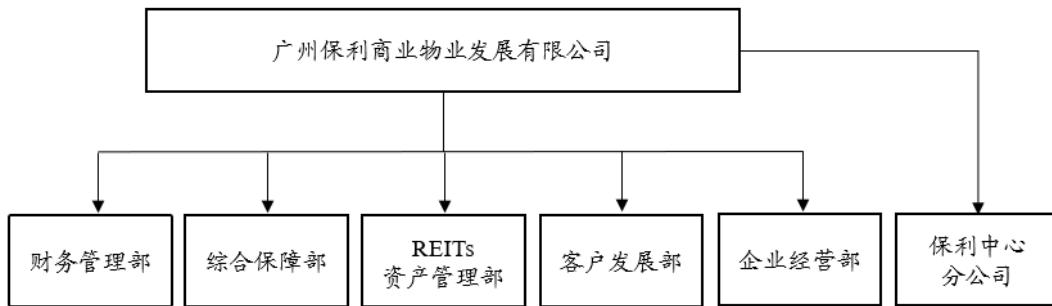 广州保利商业物业发展有限公司
财务管理部
综合保障部
REITs
资产管理部
客户发展部
企业经营部
保利中心
分公司